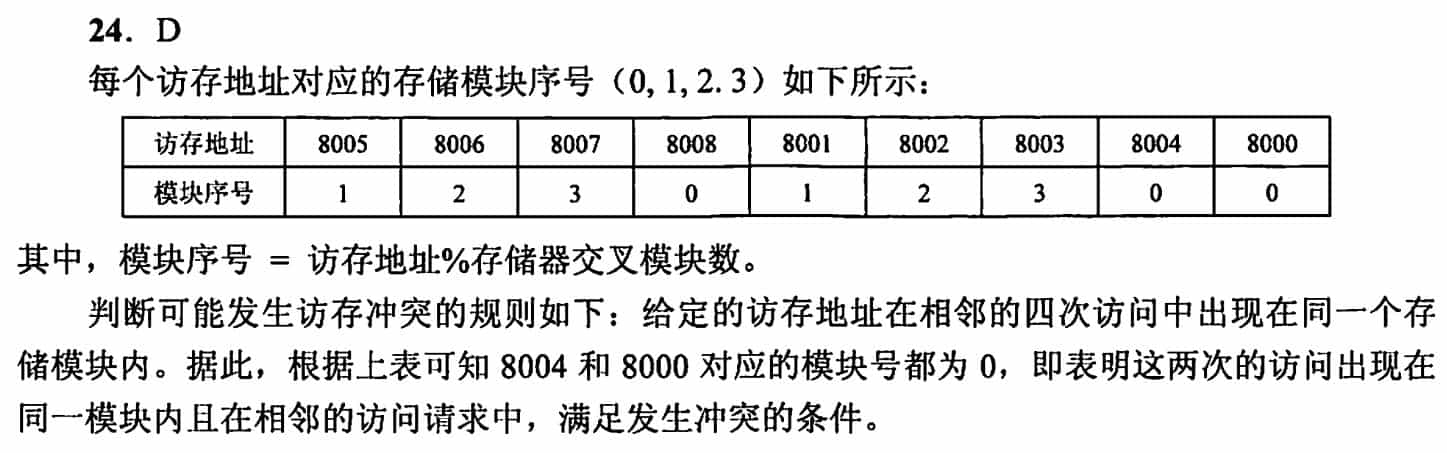 24. D
每个访存地址对应的存储模块序号（0, 1, 2. 3）如下所示：
访存地址 8005 8006 8007 8008 8001 8002 8003 8004 8000
模块序号 1 2 3 0 1 2 3 0 0
其中，模块序号 = 访存地址%存储器交叉模块数。
判断可能发生访存冲突的规则如下：给定的访存地址在相邻的四次访问中出现在同一个存
储模块内。据此，根据上表可知 8004 和 8000 对应的模块号都为 0，即表明这两次的访问出现在
同一模块内且在相邻的访问请求中，满足发生冲突的条件。